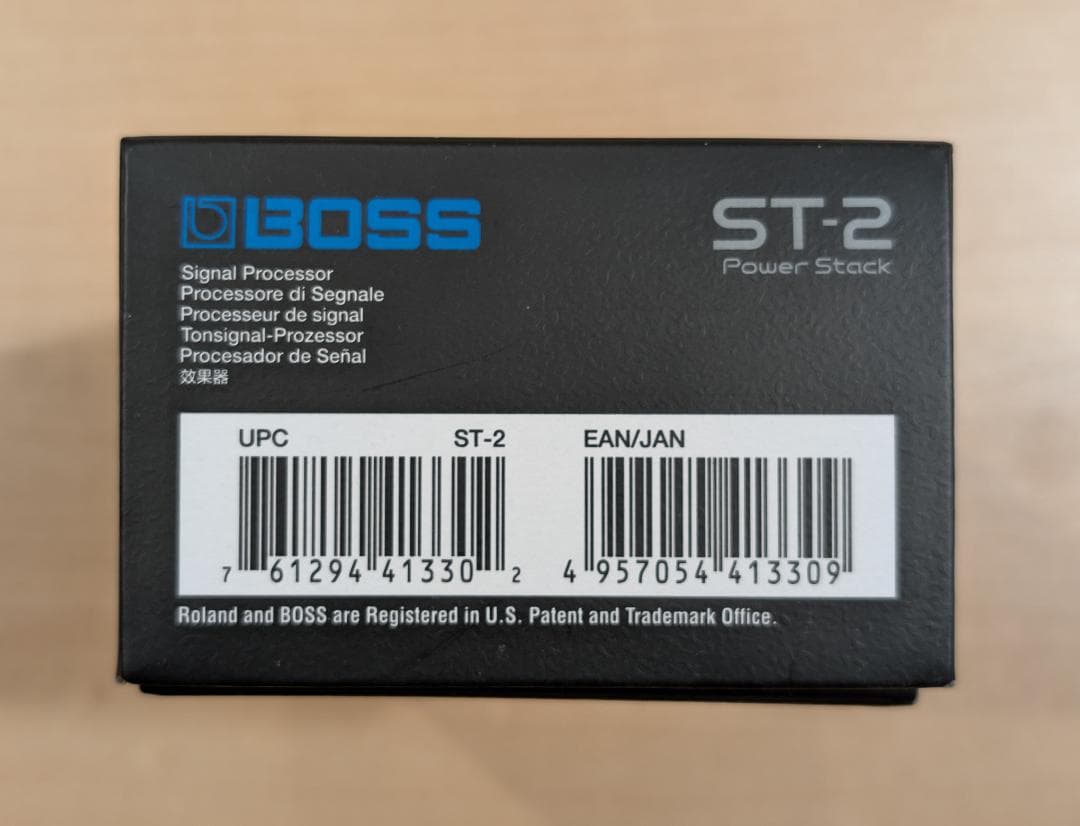 BOSS
ST-2
Power Stack
Signal Processor
Processore di Segnale
Processeur de signal
Tonsignal-Prozessor
Procesador de Señal
效果器
UPC ST-2 EAN/JAN
7 61294 41330 2 4 957054 413309
Roland and BOSS are Registered in U.S. Patent and Trademark Office.